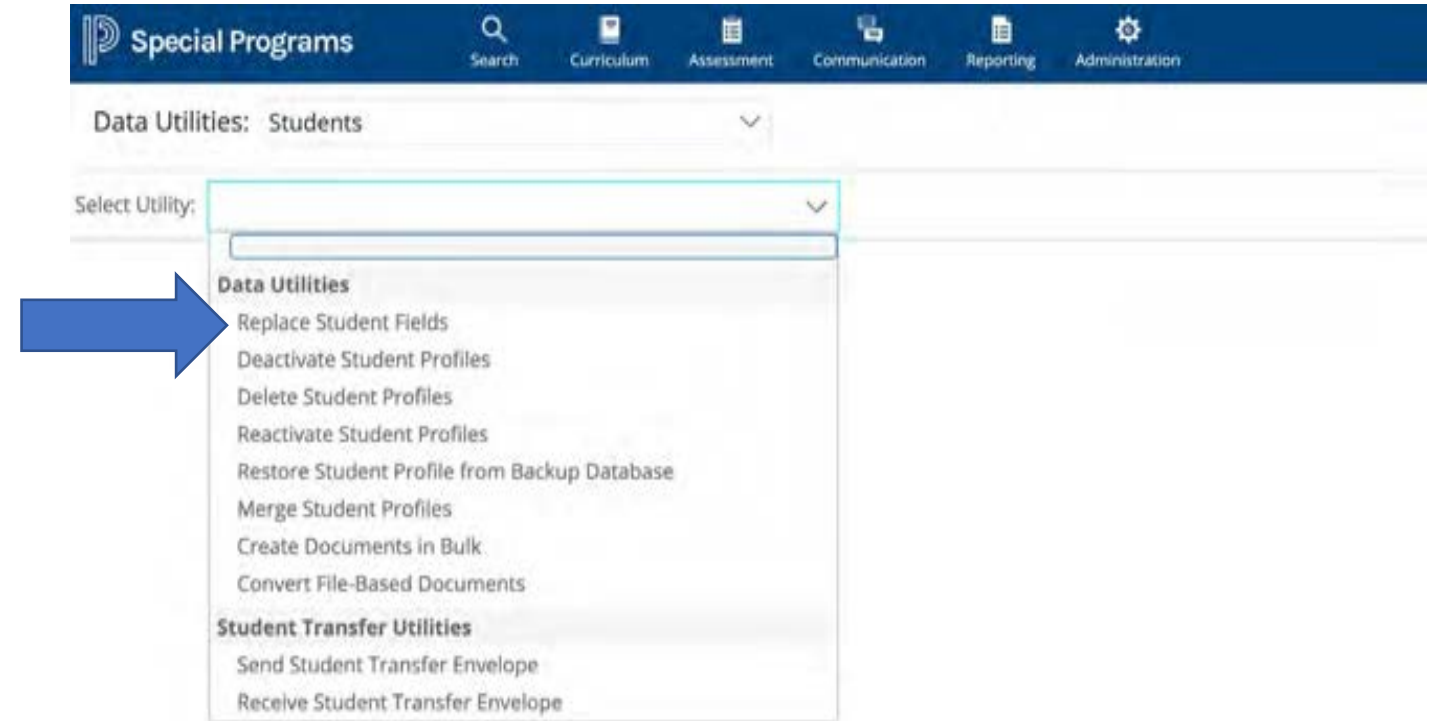 Special Programs
Search Curriculum Assessment Communication Reporting Administration
Data Utilities: Students
Select Utility:
Data Utilities
Replace Student Fields
Deactivate Student Profiles
Delete Student Profiles
Reactivate Student Profiles
Restore Student Profile from Backup Database
Merge Student Profiles
Create Documents in Bulk
Convert File-Based Documents
Student Transfer Utilities
Send Student Transfer Envelope
Receive Student Transfer Envelope